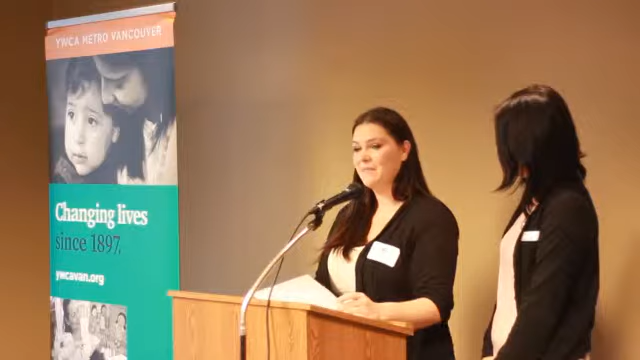 YWCA METRO VANCOUVER
Changing lives
since 1897.
ywcavan.org